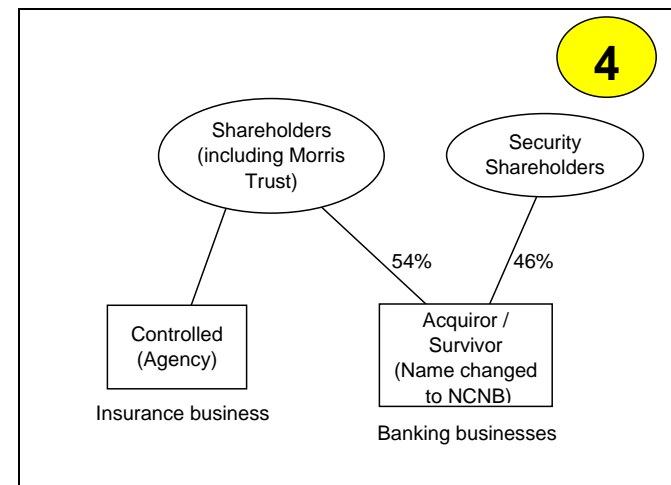 4
Shareholders
(including Morris
Trust)
Security
Shareholders
54%
46%
Controlled
(Agency)
Acquiror /
Survivor
(Name changed
to NCNB)
Insurance business
Banking businesses